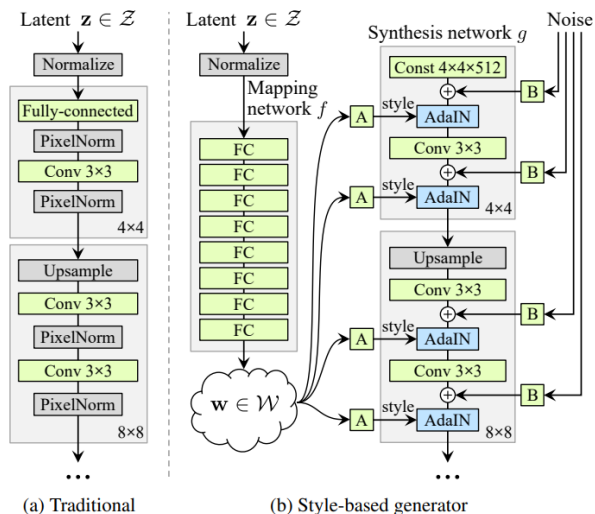 Latent z ∈ 𝒵
Normalize
Fully-connected
PixelNorm
Conv 3×3
PixelNorm
4×4
Upsample
Conv 3×3
PixelNorm
Conv 3×3
PixelNorm
8×8
...
(a) Traditional
Latent z ∈ 𝒵
Normalize
Mapping
network f
FC
FC
FC
FC
FC
FC
FC
FC
w ∈ 𝒲
A
style
A
style
A
style
A
style
Synthesis network g
Noise
Const 4×4×512
B
AdaIN
Conv 3×3
B
AdaIN
4×4
Upsample
Conv 3×3
B
AdaIN
Conv 3×3
B
AdaIN
8×8
...
(b) Style-based generator